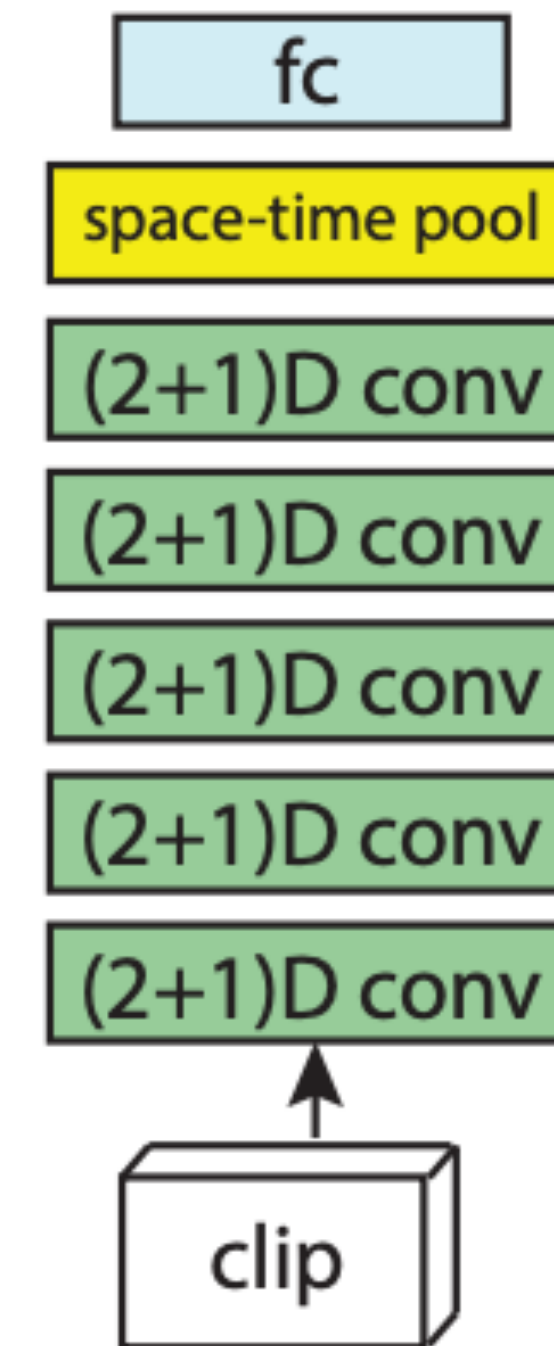 fc
space-time pool
(2+1)D conv
(2+1)D conv
(2+1)D conv
(2+1)D conv
(2+1)D conv
clip